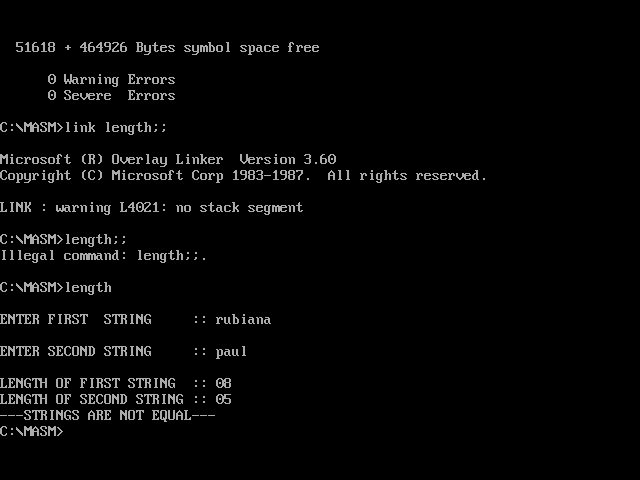 51618 + 464926 Bytes symbol space free
0 Warning Errors
0 Severe  Errors
C:\MASM>link length;;
Microsoft (R) Overlay Linker  Version 3.60
Copyright (C) Microsoft Corp 1983-1987.  All rights reserved.
LINK : warning L4021: no stack segment
C:\MASM>length;;
Illegal command: length;;.
C:\MASM>length
ENTER FIRST  STRING     :: rubiana
ENTER SECOND STRING     :: paul
LENGTH OF FIRST STRING  :: 08
LENGTH OF SECOND STRING :: 05
---STRINGS ARE NOT EQUAL---
C:\MASM>